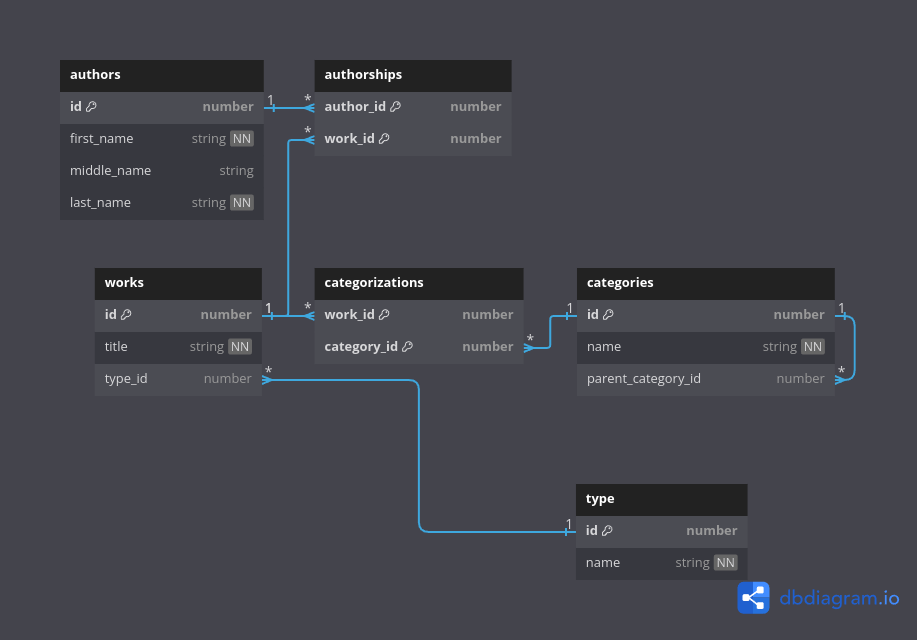 authors
id number
first_name string NN
middle_name string
last_name string NN
1 *
*
authorships
author_id number
work_id number
works
id number
title string NN
type_id number
1 *
*
categorizations
work_id number
category_id number
* 1
categories
id number
name string NN
parent_category_id number
1
*
type
1
id number
name string NN
dbdiagram.io